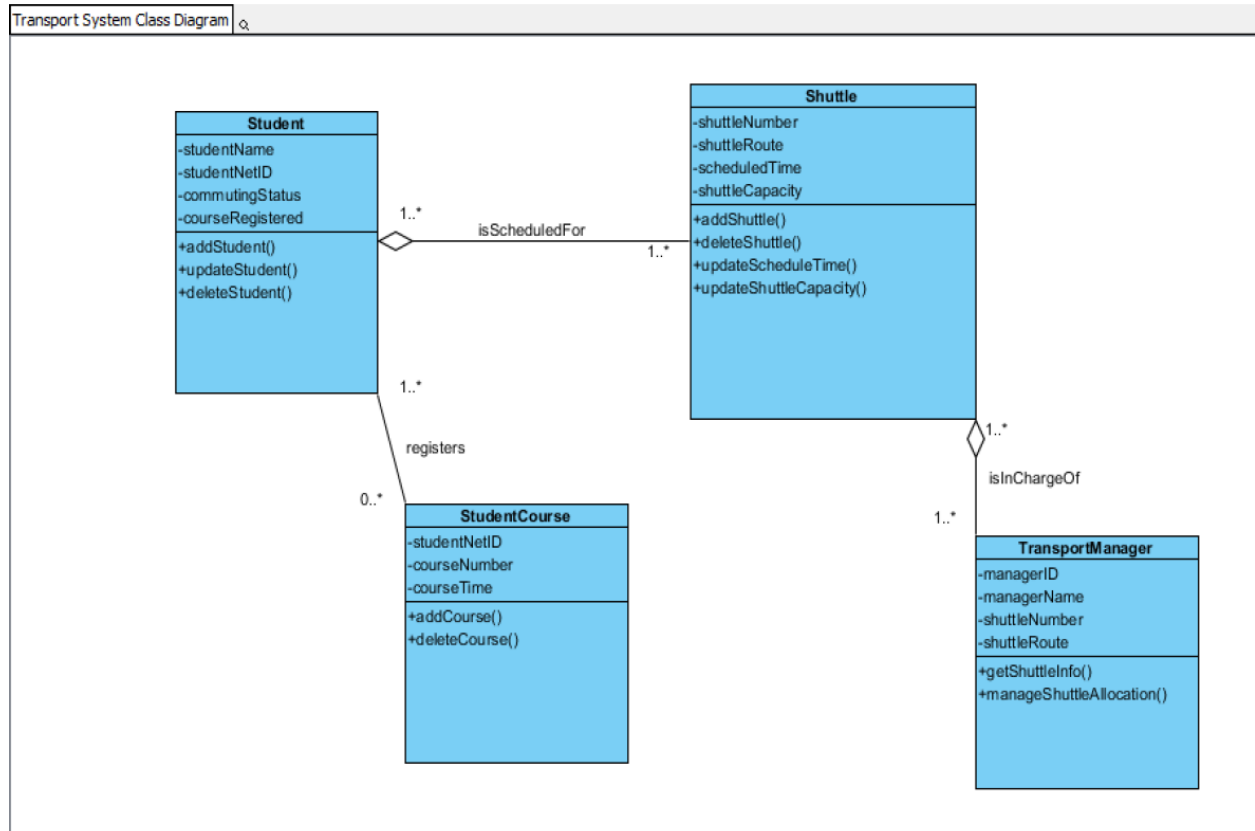 Transport System Class Diagram
Student
-studentName
-studentNetID
-commutingStatus
-courseRegistered
+addStudent()
+updateStudent()
+deleteStudent()
1..*
isScheduledFor
1..*
Shuttle
-shuttleNumber
-shuttleRoute
-scheduledTime
-shuttleCapacity
+addShuttle()
+deleteShuttle()
+updateScheduleTime()
+updateShuttleCapacity()
1..*
registers
0..*
StudentCourse
-studentNetID
-courseNumber
-courseTime
+addCourse()
+deleteCourse()
1..*
isInChargeOf
1..*
TransportManager
-managerID
-managerName
-shuttleNumber
-shuttleRoute
+getShuttleInfo()
+manageShuttleAllocation()